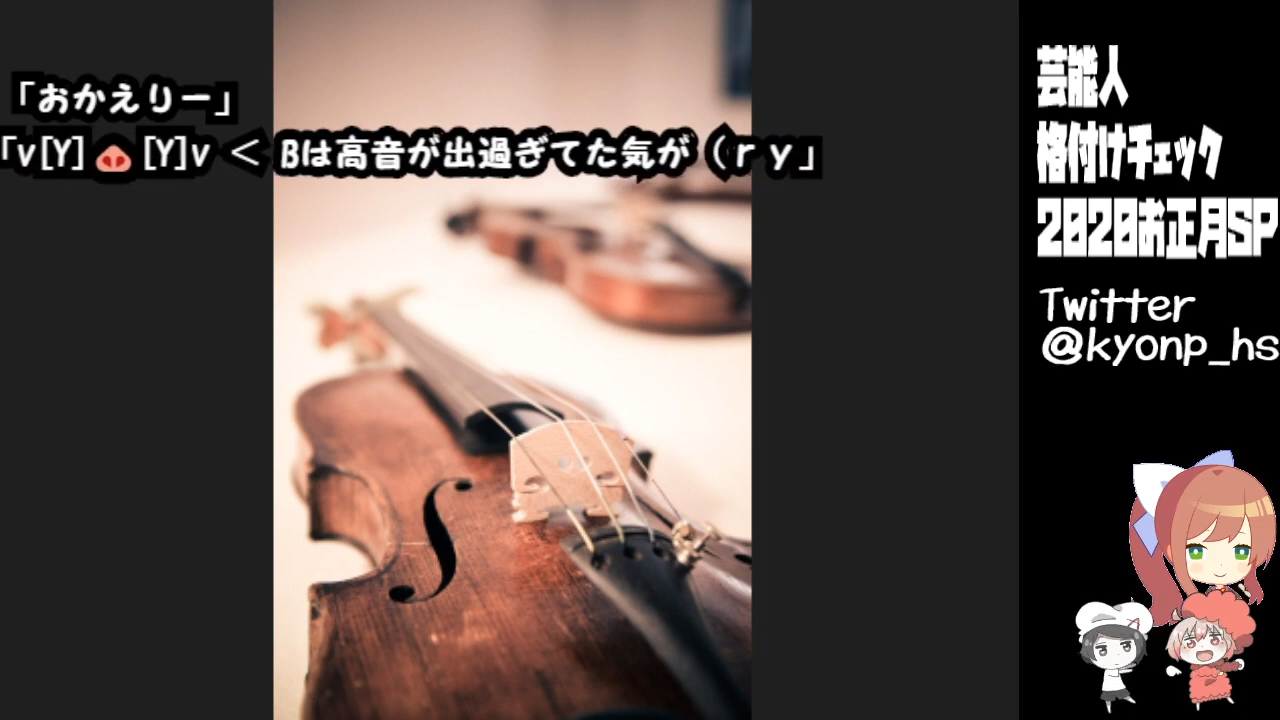 「おかえりー」
「v[Y]🐽[Y]v ＜ Bは高音が出過ぎてた気が（ｒｙ」
芸能人
格付けチェック
2020お正月SP
Twitter
@kyonp_hs